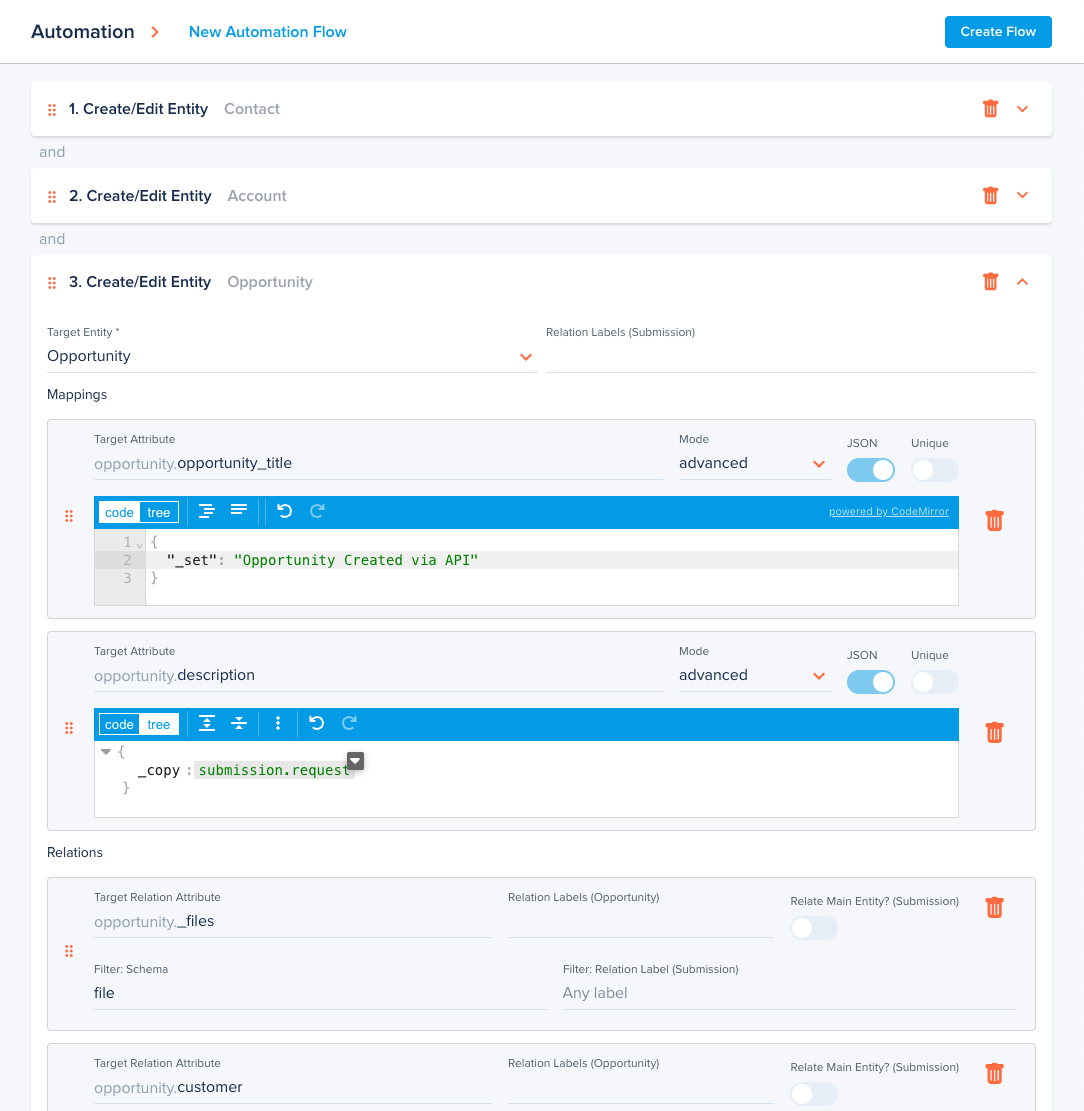 Automation New Automation Flow Create Flow
1. Create/Edit Entity Contact
and
2. Create/Edit Entity Account
and
3. Create/Edit Entity Opportunity
Target Entity * Relation Labels (Submission)
Opportunity
Mappings
Target Attribute Mode JSON Unique
opportunity.opportunity_title advanced
code tree powered by CodeMirror
1 {
2 "_set": "Opportunity Created via API"
3 }
Target Attribute Mode JSON Unique
opportunity.description advanced
code tree
{
_copy : submission.request
}
Relations
Target Relation Attribute Relation Labels (Opportunity) Relate Main Entity? (Submission)
opportunity._files
Filter: Schema Filter: Relation Label (Submission)
file Any label
Target Relation Attribute Relation Labels (Opportunity) Relate Main Entity? (Submission)
opportunity.customer